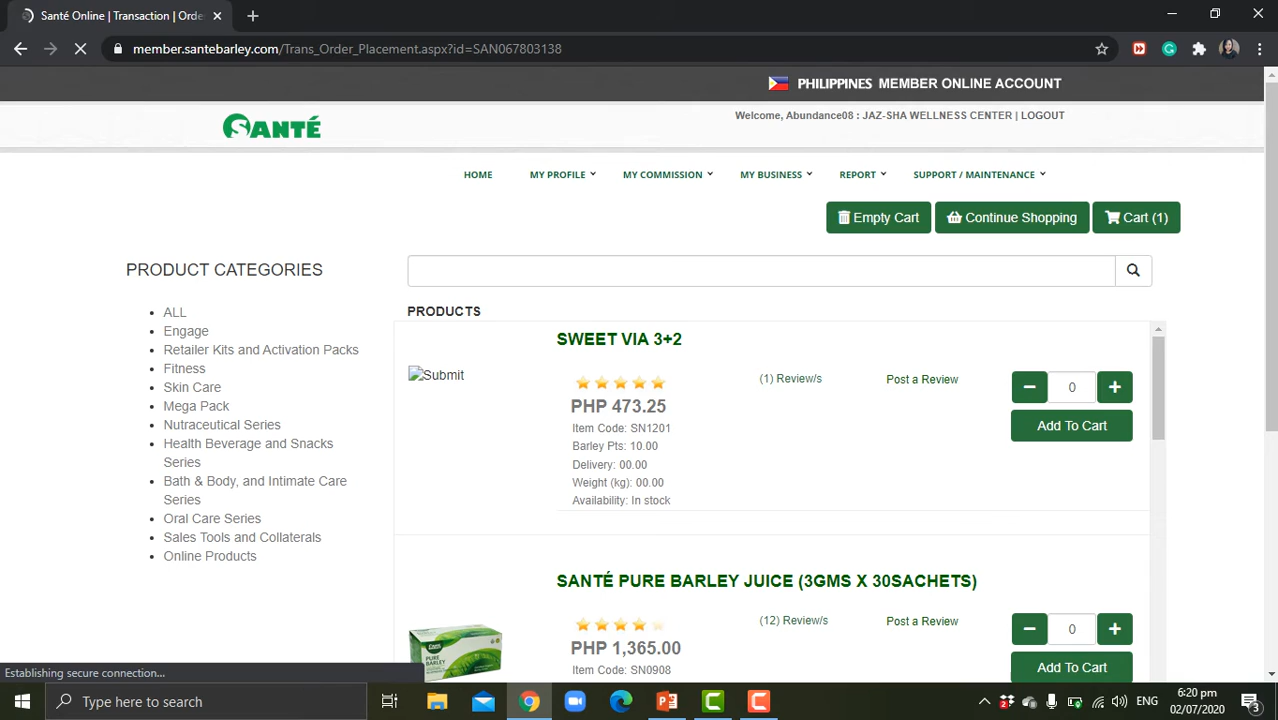 Santé Online | Transaction | Orde
member.santebarley.com/Trans_Order_Placement.aspx?id=SAN067803138
PHILIPPINES MEMBER ONLINE ACCOUNT
SANTÉ
Welcome, Abundance08 : JAZ-SHA WELLNESS CENTER | LOGOUT
HOME MY PROFILE MY COMMISSION MY BUSINESS REPORT SUPPORT / MAINTENANCE
Empty Cart Continue Shopping Cart (1)
PRODUCT CATEGORIES
ALL
Engage
Retailer Kits and Activation Packs
Fitness
Skin Care
Mega Pack
Nutraceutical Series
Health Beverage and Snacks
Series
Bath & Body, and Intimate Care
Series
Oral Care Series
Sales Tools and Collaterals
Online Products
PRODUCTS
SWEET VIA 3+2
Submit
(1) Review/s Post a Review
PHP 473.25
Item Code: SN1201
Barley Pts: 10.00
Delivery: 00.00
Weight (kg): 00.00
Availability: In stock
− 0 +
Add To Cart
SANTÉ PURE BARLEY JUICE (3GMS X 30SACHETS)
(12) Review/s Post a Review
PHP 1,365.00
Item Code: SN0908
− 0 +
Add To Cart
PURE BARLEY
Establishing secure connection...
Type here to search
ENG
6:20 pm
02/07/2020
3